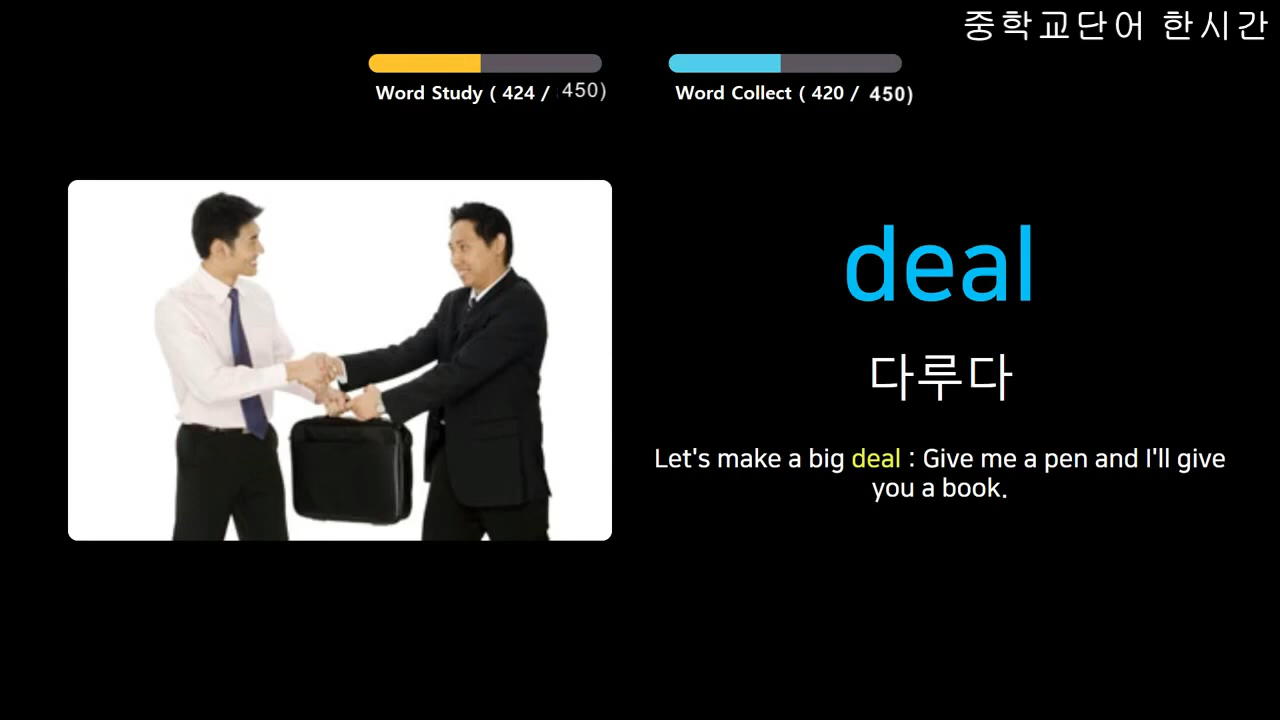 중학교단어 한시간
Word Study ( 424 / 450)
Word Collect ( 420 / 450)
deal
다루다
Let's make a big deal : Give me a pen and I'll give
you a book.